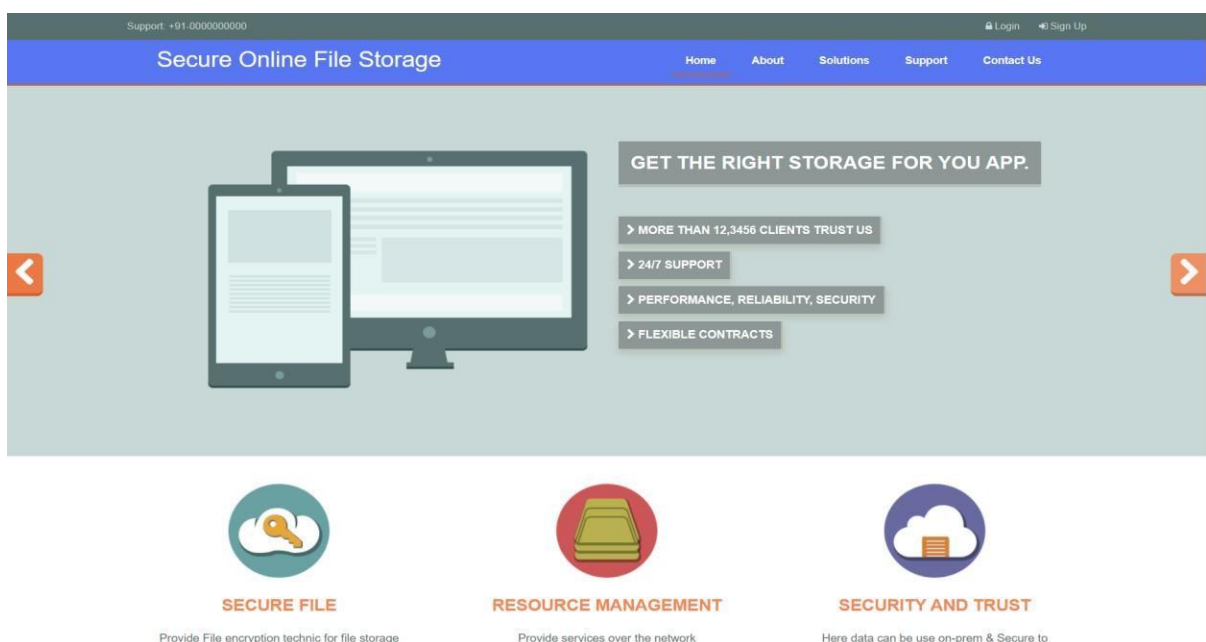 Support: +91-0000000000
Login Sign Up
Secure Online File Storage
Home About Solutions Support Contact Us
GET THE RIGHT STORAGE FOR YOU APP.
MORE THAN 12,3456 CLIENTS TRUST US
24/7 SUPPORT
PERFORMANCE, RELIABILITY, SECURITY
FLEXIBLE CONTRACTS
SECURE FILE
Provide File encryption technic for file storage
RESOURCE MANAGEMENT
Provide services over the network
SECURITY AND TRUST
Here data can be use on-prem & Secure to